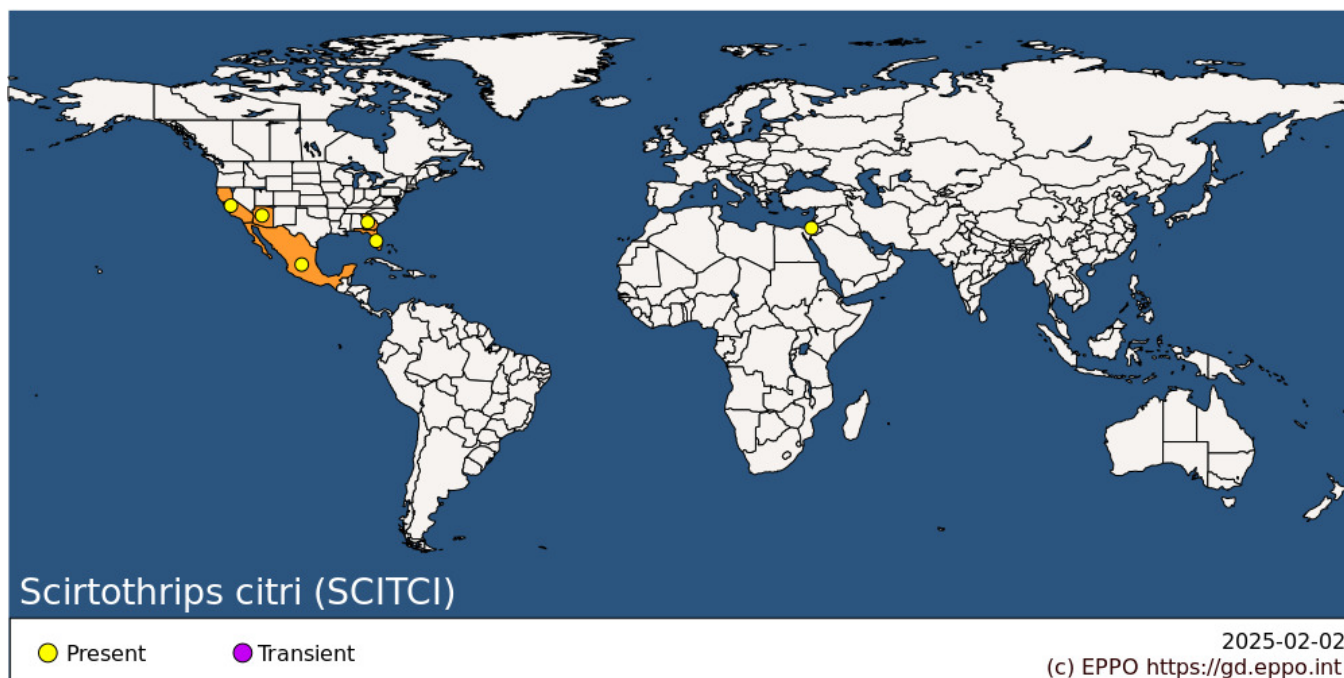 Scirtothrips citri (SCITCI)
Present
Transient
2025-02-02
(c) EPPO https://gd.eppo.int